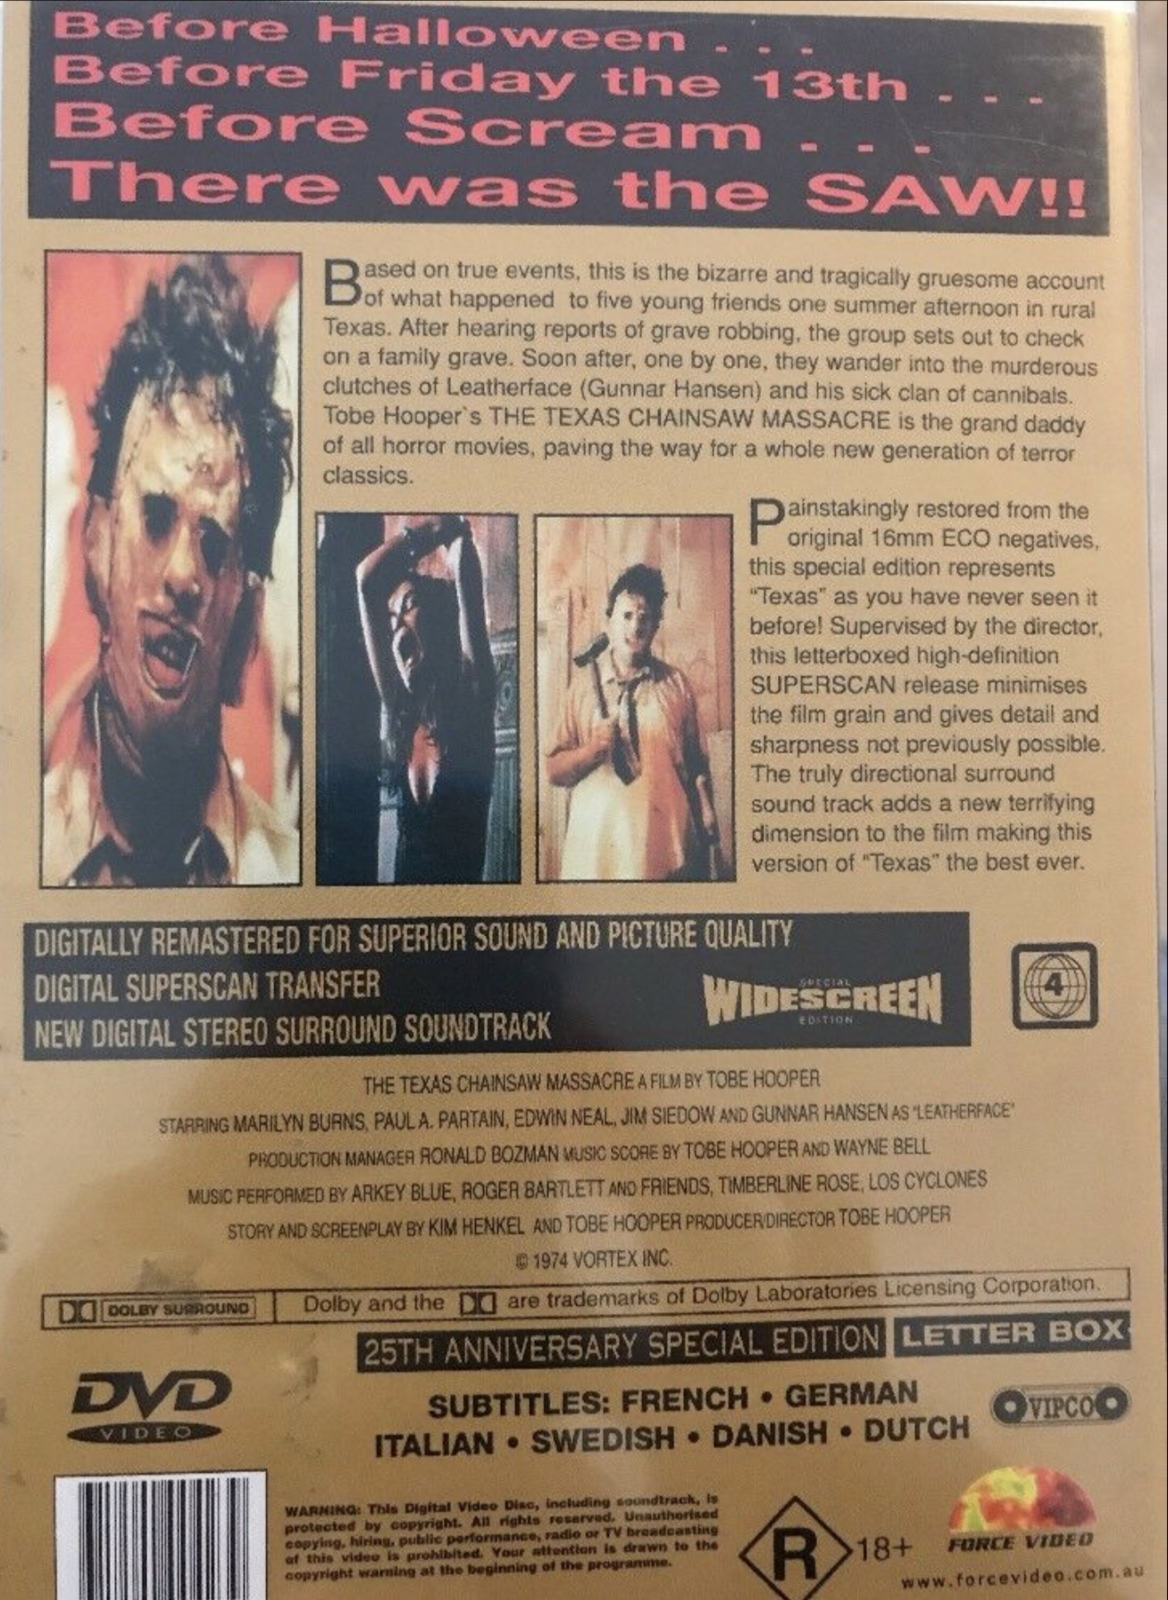 Before Halloween . . .
Before Friday the 13th . . .
Before Scream . . .
There was the SAW!!
Based on true events, this is the bizarre and tragically gruesome account
of what happened to five young friends one summer afternoon in rural
Texas. After hearing reports of grave robbing, the group sets out to check
on a family grave. Soon after, one by one, they wander into the murderous
clutches of Leatherface (Gunnar Hansen) and his sick clan of cannibals.
Tobe Hooper`s THE TEXAS CHAINSAW MASSACRE is the grand daddy
of all horror movies, paving the way for a whole new generation of terror
classics.
Painstakingly restored from the
original 16mm ECO negatives,
this special edition represents
“Texas” as you have never seen it
before! Supervised by the director,
this letterboxed high-definition
SUPERSCAN release minimises
the film grain and gives detail and
sharpness not previously possible.
The truly directional surround
sound track adds a new terrifying
dimension to the film making this
version of “Texas” the best ever.
DIGITALLY REMASTERED FOR SUPERIOR SOUND AND PICTURE QUALITY
DIGITAL SUPERSCAN TRANSFER
NEW DIGITAL STEREO SURROUND SOUNDTRACK
SPECIAL
WIDESCREEN
EDITION
4
THE TEXAS CHAINSAW MASSACRE A FILM BY TOBE HOOPER
STARRING MARILYN BURNS, PAUL A. PARTAIN, EDWIN NEAL, JIM SIEDOW AND GUNNAR HANSEN AS "LEATHERFACE"
PRODUCTION MANAGER RONALD BOZMAN MUSIC SCORE BY TOBE HOOPER AND WAYNE BELL
MUSIC PERFORMED BY ARKEY BLUE, ROGER BARTLETT AND FRIENDS, TIMBERLINE ROSE, LOS CYCLONES
STORY AND SCREENPLAY BY KIM HENKEL AND TOBE HOOPER PRODUCER/DIRECTOR TOBE HOOPER
© 1974 VORTEX INC.
DOLBY SURROUND
Dolby and the are trademarks of Dolby Laboratories Licensing Corporation.
25TH ANNIVERSARY SPECIAL EDITION LETTER BOX
DVD
VIDEO
SUBTITLES: FRENCH • GERMAN
ITALIAN • SWEDISH • DANISH • DUTCH
VIPCO
WARNING: This Digital Video Disc, including soundtrack, is
protected by copyright. All rights reserved. Unauthorised
copying, hiring, public performance, radio or TV broadcasting
of this video is prohibited. Your attention is drawn to the
copyright warning at the beginning of the programme.
R 18+
FORCE VIDEO
www.forcevideo.com.au